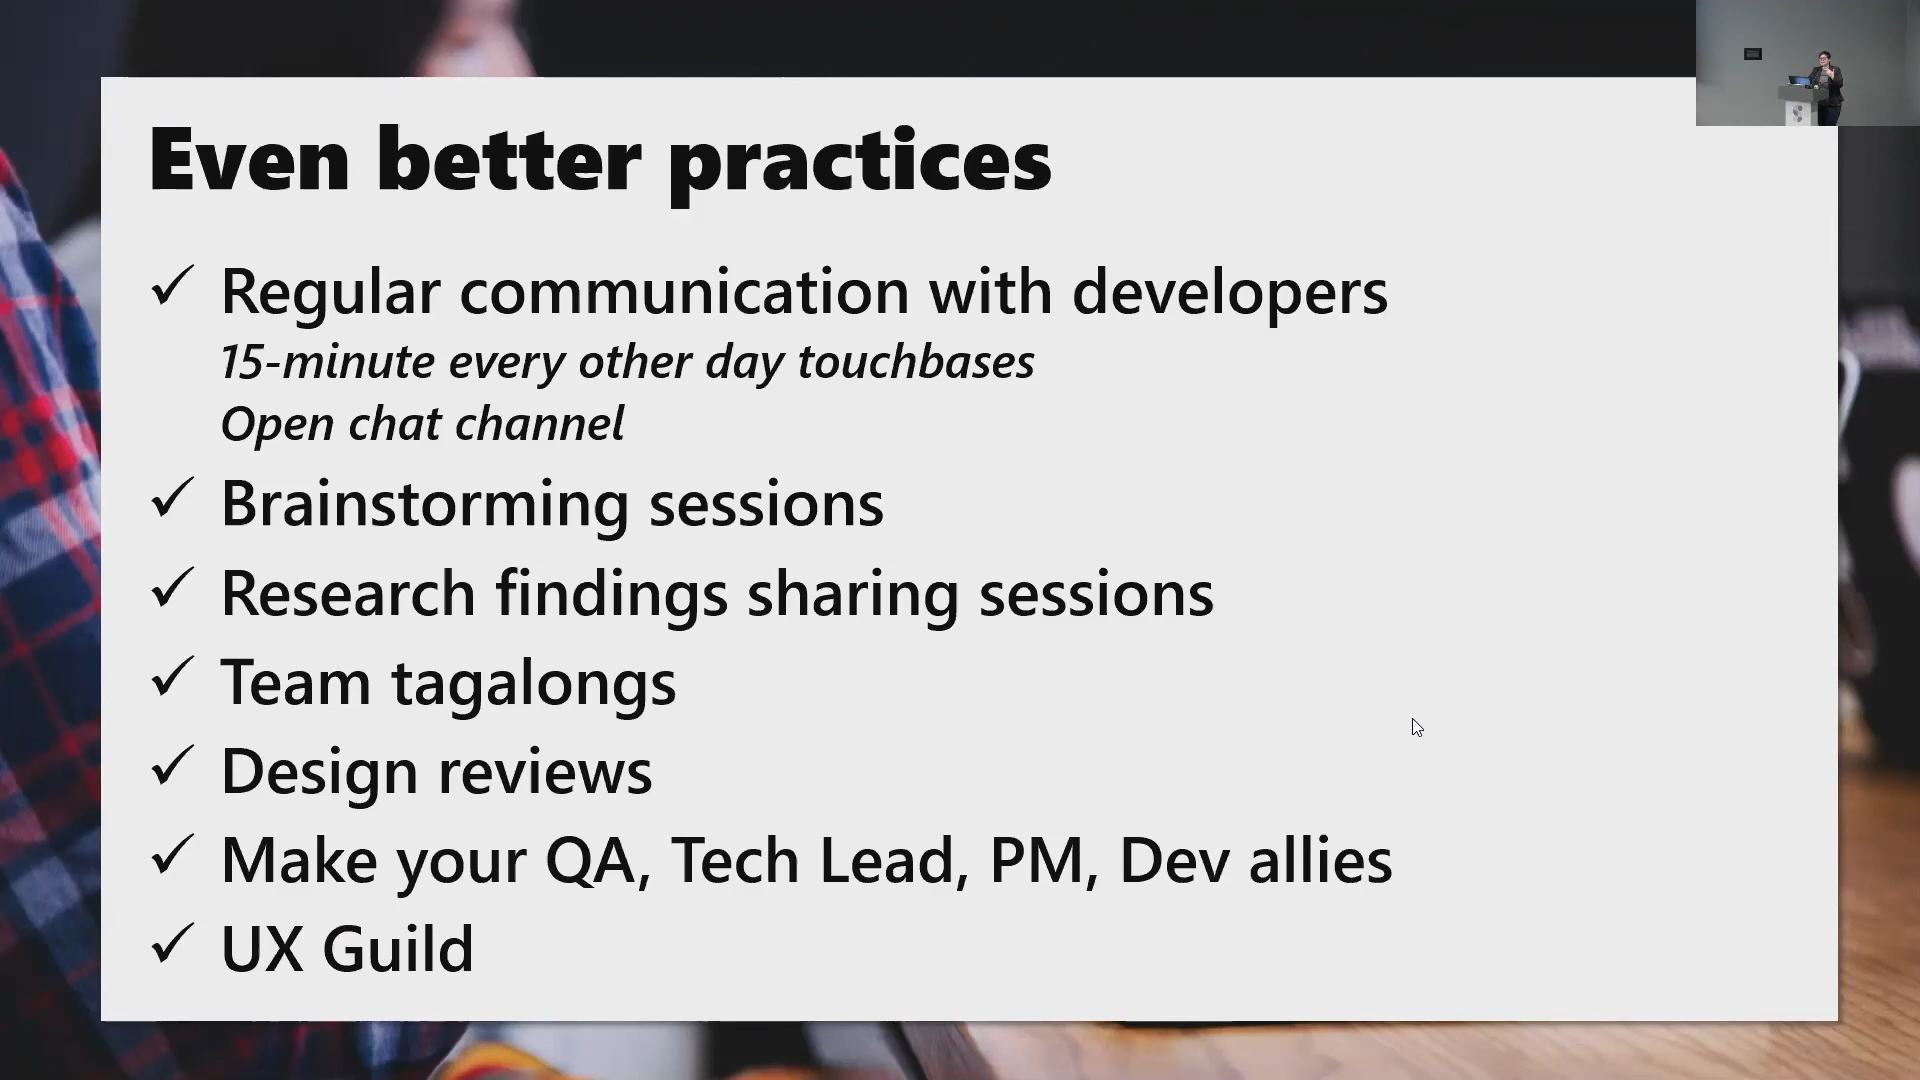 Even better practices
✓ Regular communication with developers
15-minute every other day touchbases
Open chat channel
✓ Brainstorming sessions
✓ Research findings sharing sessions
✓ Team tagalongs
✓ Design reviews
✓ Make your QA, Tech Lead, PM, Dev allies
✓ UX Guild